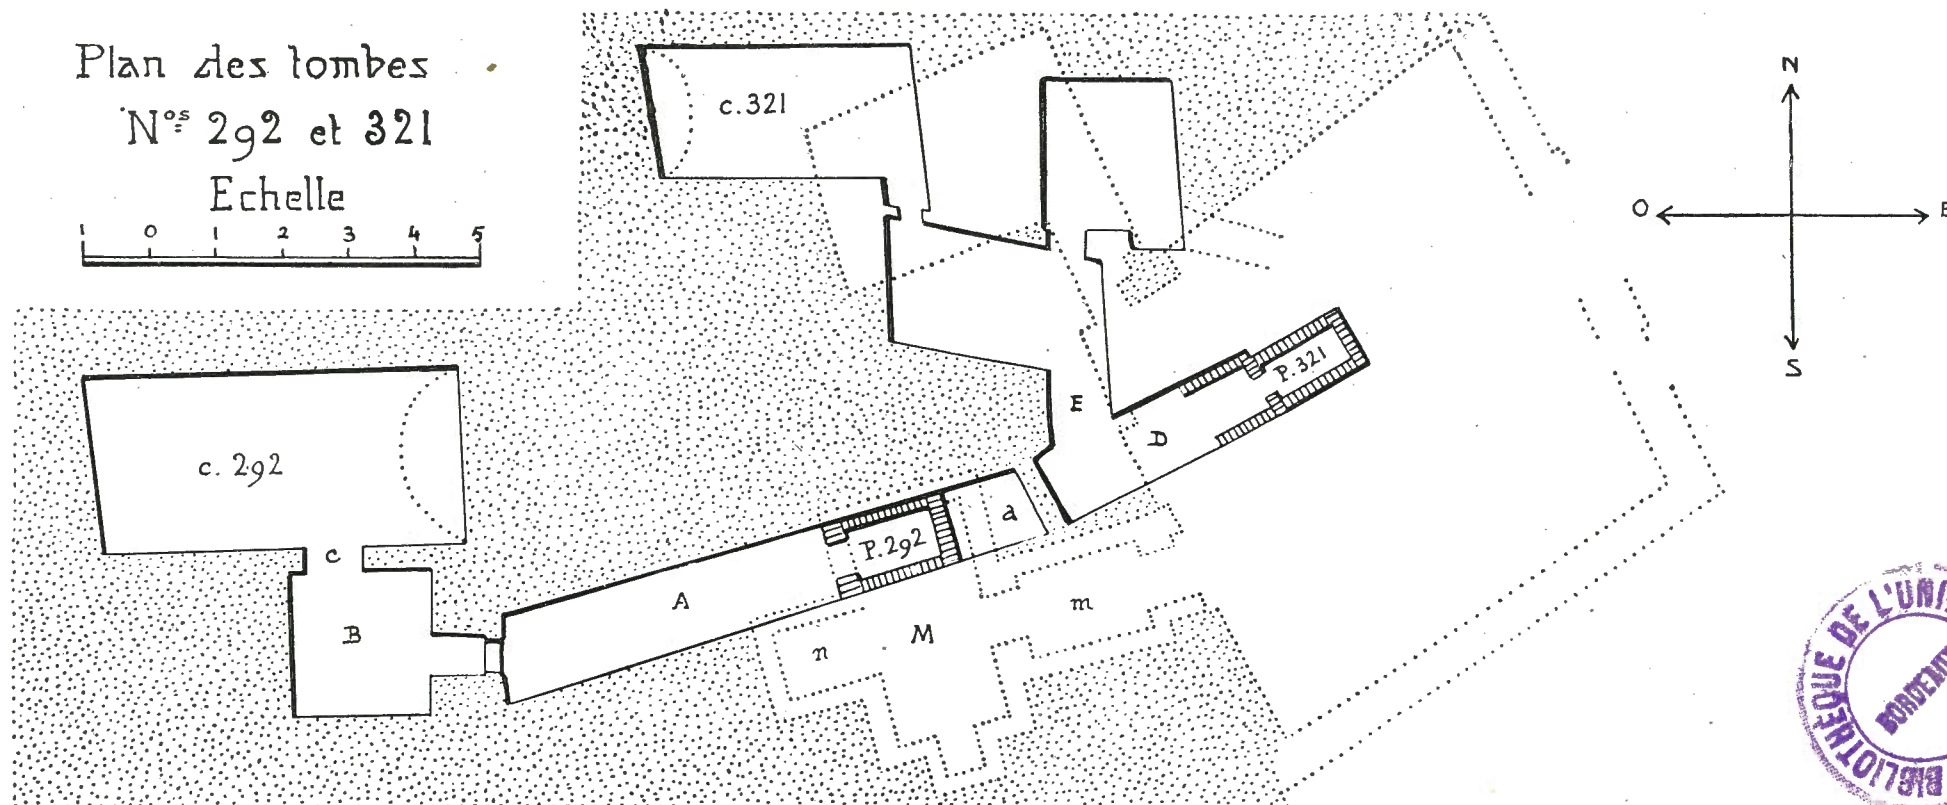 Plan des tombes
Nos 292 et 321
Echelle
1 0 1 2 3 4 5
N
O E
S
c. 321
P. 321
E
D
c. 292
c
B
A
P. 292
a
n
M
m
BIBLIOTHÈQUE DE L'UNI
BORDEAUX